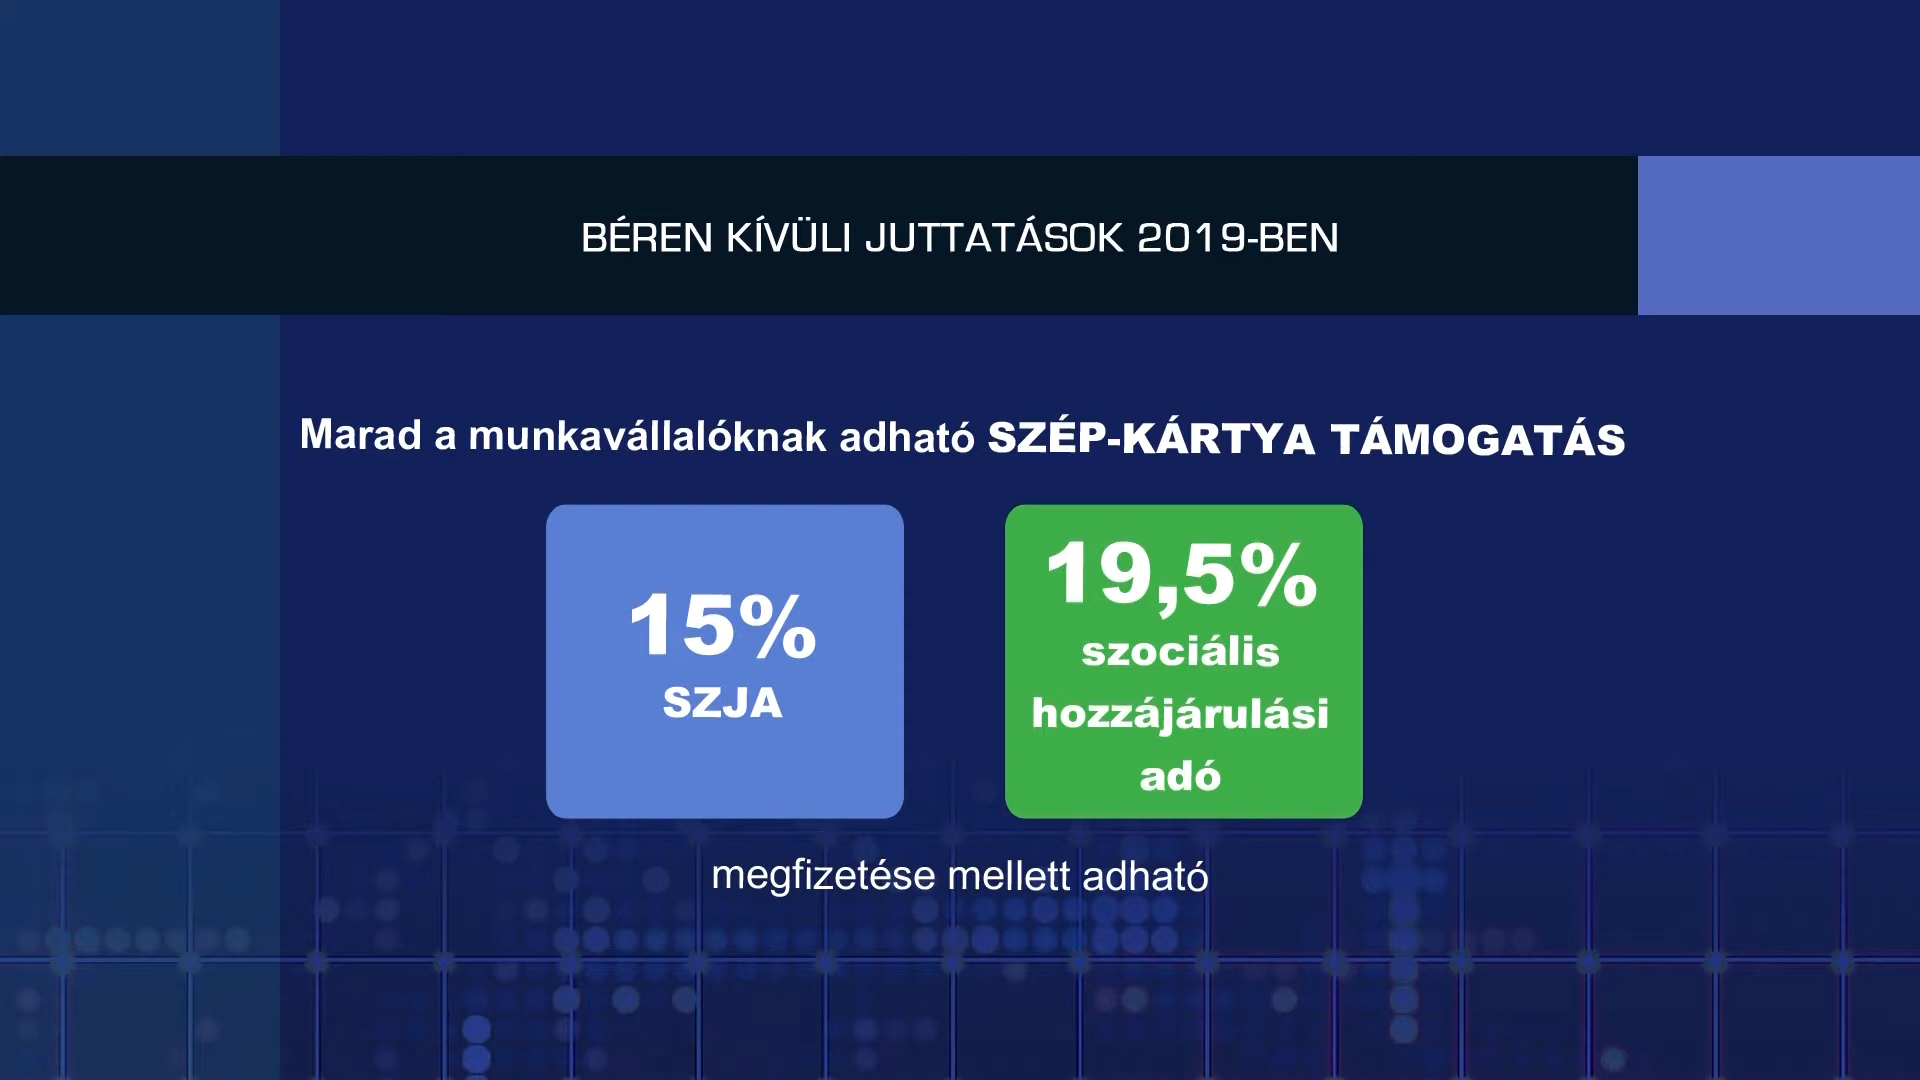 BÉREN KÍVÜLI JUTTATÁSOK 2019-BEN
Marad a munkavállalóknak adható SZÉP-KÁRTYA TÁMOGATÁS
15%
SZJA
19,5%
szociális
hozzájárulási
adó
megfizetése mellett adható